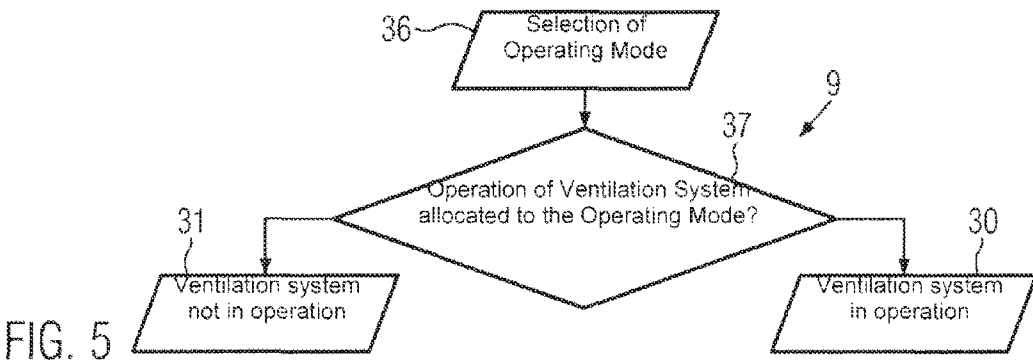 36
Selection of
Operating Mode
9
37
Operation of Ventilation System
allocated to the Operating Mode?
31
30
Ventilation system
not in operation
Ventilation system
in operation
FIG. 5